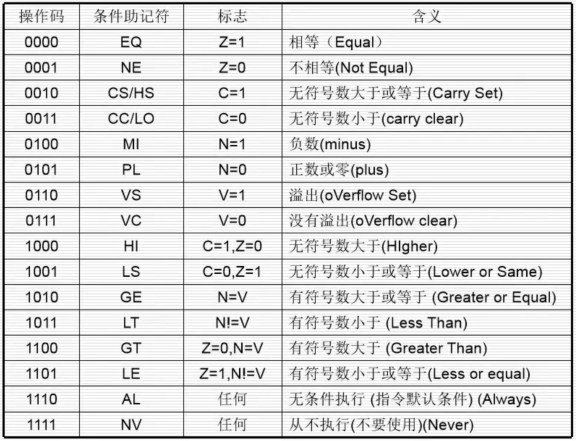 操作码 条件助记符 标志 含义
0000 EQ Z=1 相等（Equal）
0001 NE Z=0 不相等(Not Equal)
0010 CS/HS C=1 无符号数大于或等于(Carry Set)
0011 CC/LO C=0 无符号数小于(carry clear)
0100 MI N=1 负数(minus)
0101 PL N=0 正数或零(plus)
0110 VS V=1 溢出(oVerflow Set)
0111 VC V=0 没有溢出(oVerflow clear)
1000 HI C=1,Z=0 无符号数大于(HIgher)
1001 LS C=0,Z=1 无符号数小于或等于(Lower or Same)
1010 GE N=V 有符号数大于或等于 (Greater or Equal)
1011 LT N!=V 有符号数小于 (Less Than)
1100 GT Z=0,N=V 有符号数大于 (Greater Than)
1101 LE Z=1,N!=V 有符号数小于或等于(Less or equal)
1110 AL 任何 无条件执行 (指令默认条件) (Always)
1111 NV 任何 从不执行(不要使用)(Never)